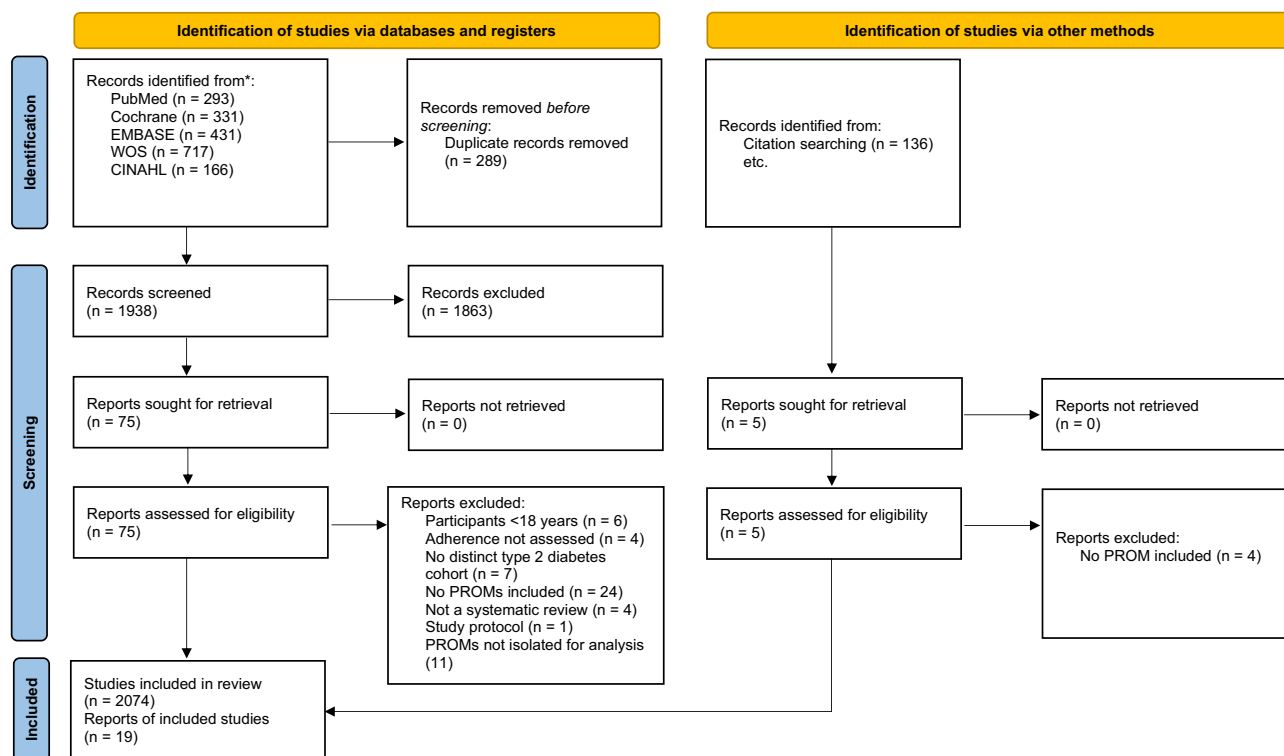 Identification of studies via databases and registers
Identification of studies via other methods
Identification
Records identified from*:
PubMed (n = 293)
Cochrane (n = 331)
EMBASE (n = 431)
WOS (n = 717)
CINAHL (n = 166)
Records removed before
screening:
Duplicate records removed
(n = 289)
Records identified from:
Citation searching (n = 136)
etc.
Screening
Records screened
(n = 1938)
Records excluded
(n = 1863)
Reports sought for retrieval
(n = 75)
Reports not retrieved
(n = 0)
Reports sought for retrieval
(n = 5)
Reports not retrieved
(n = 0)
Reports assessed for eligibility
(n = 75)
Reports excluded:
Participants <18 years (n = 6)
Adherence not assessed (n = 4)
No distinct type 2 diabetes
cohort (n = 7)
No PROMs included (n = 24)
Not a systematic review (n = 4)
Study protocol (n = 1)
PROMs not isolated for analysis
(11)
Reports assessed for eligibility
(n = 5)
Reports excluded:
No PROM included (n = 4)
Included
Studies included in review
(n = 2074)
Reports of included studies
(n = 19)